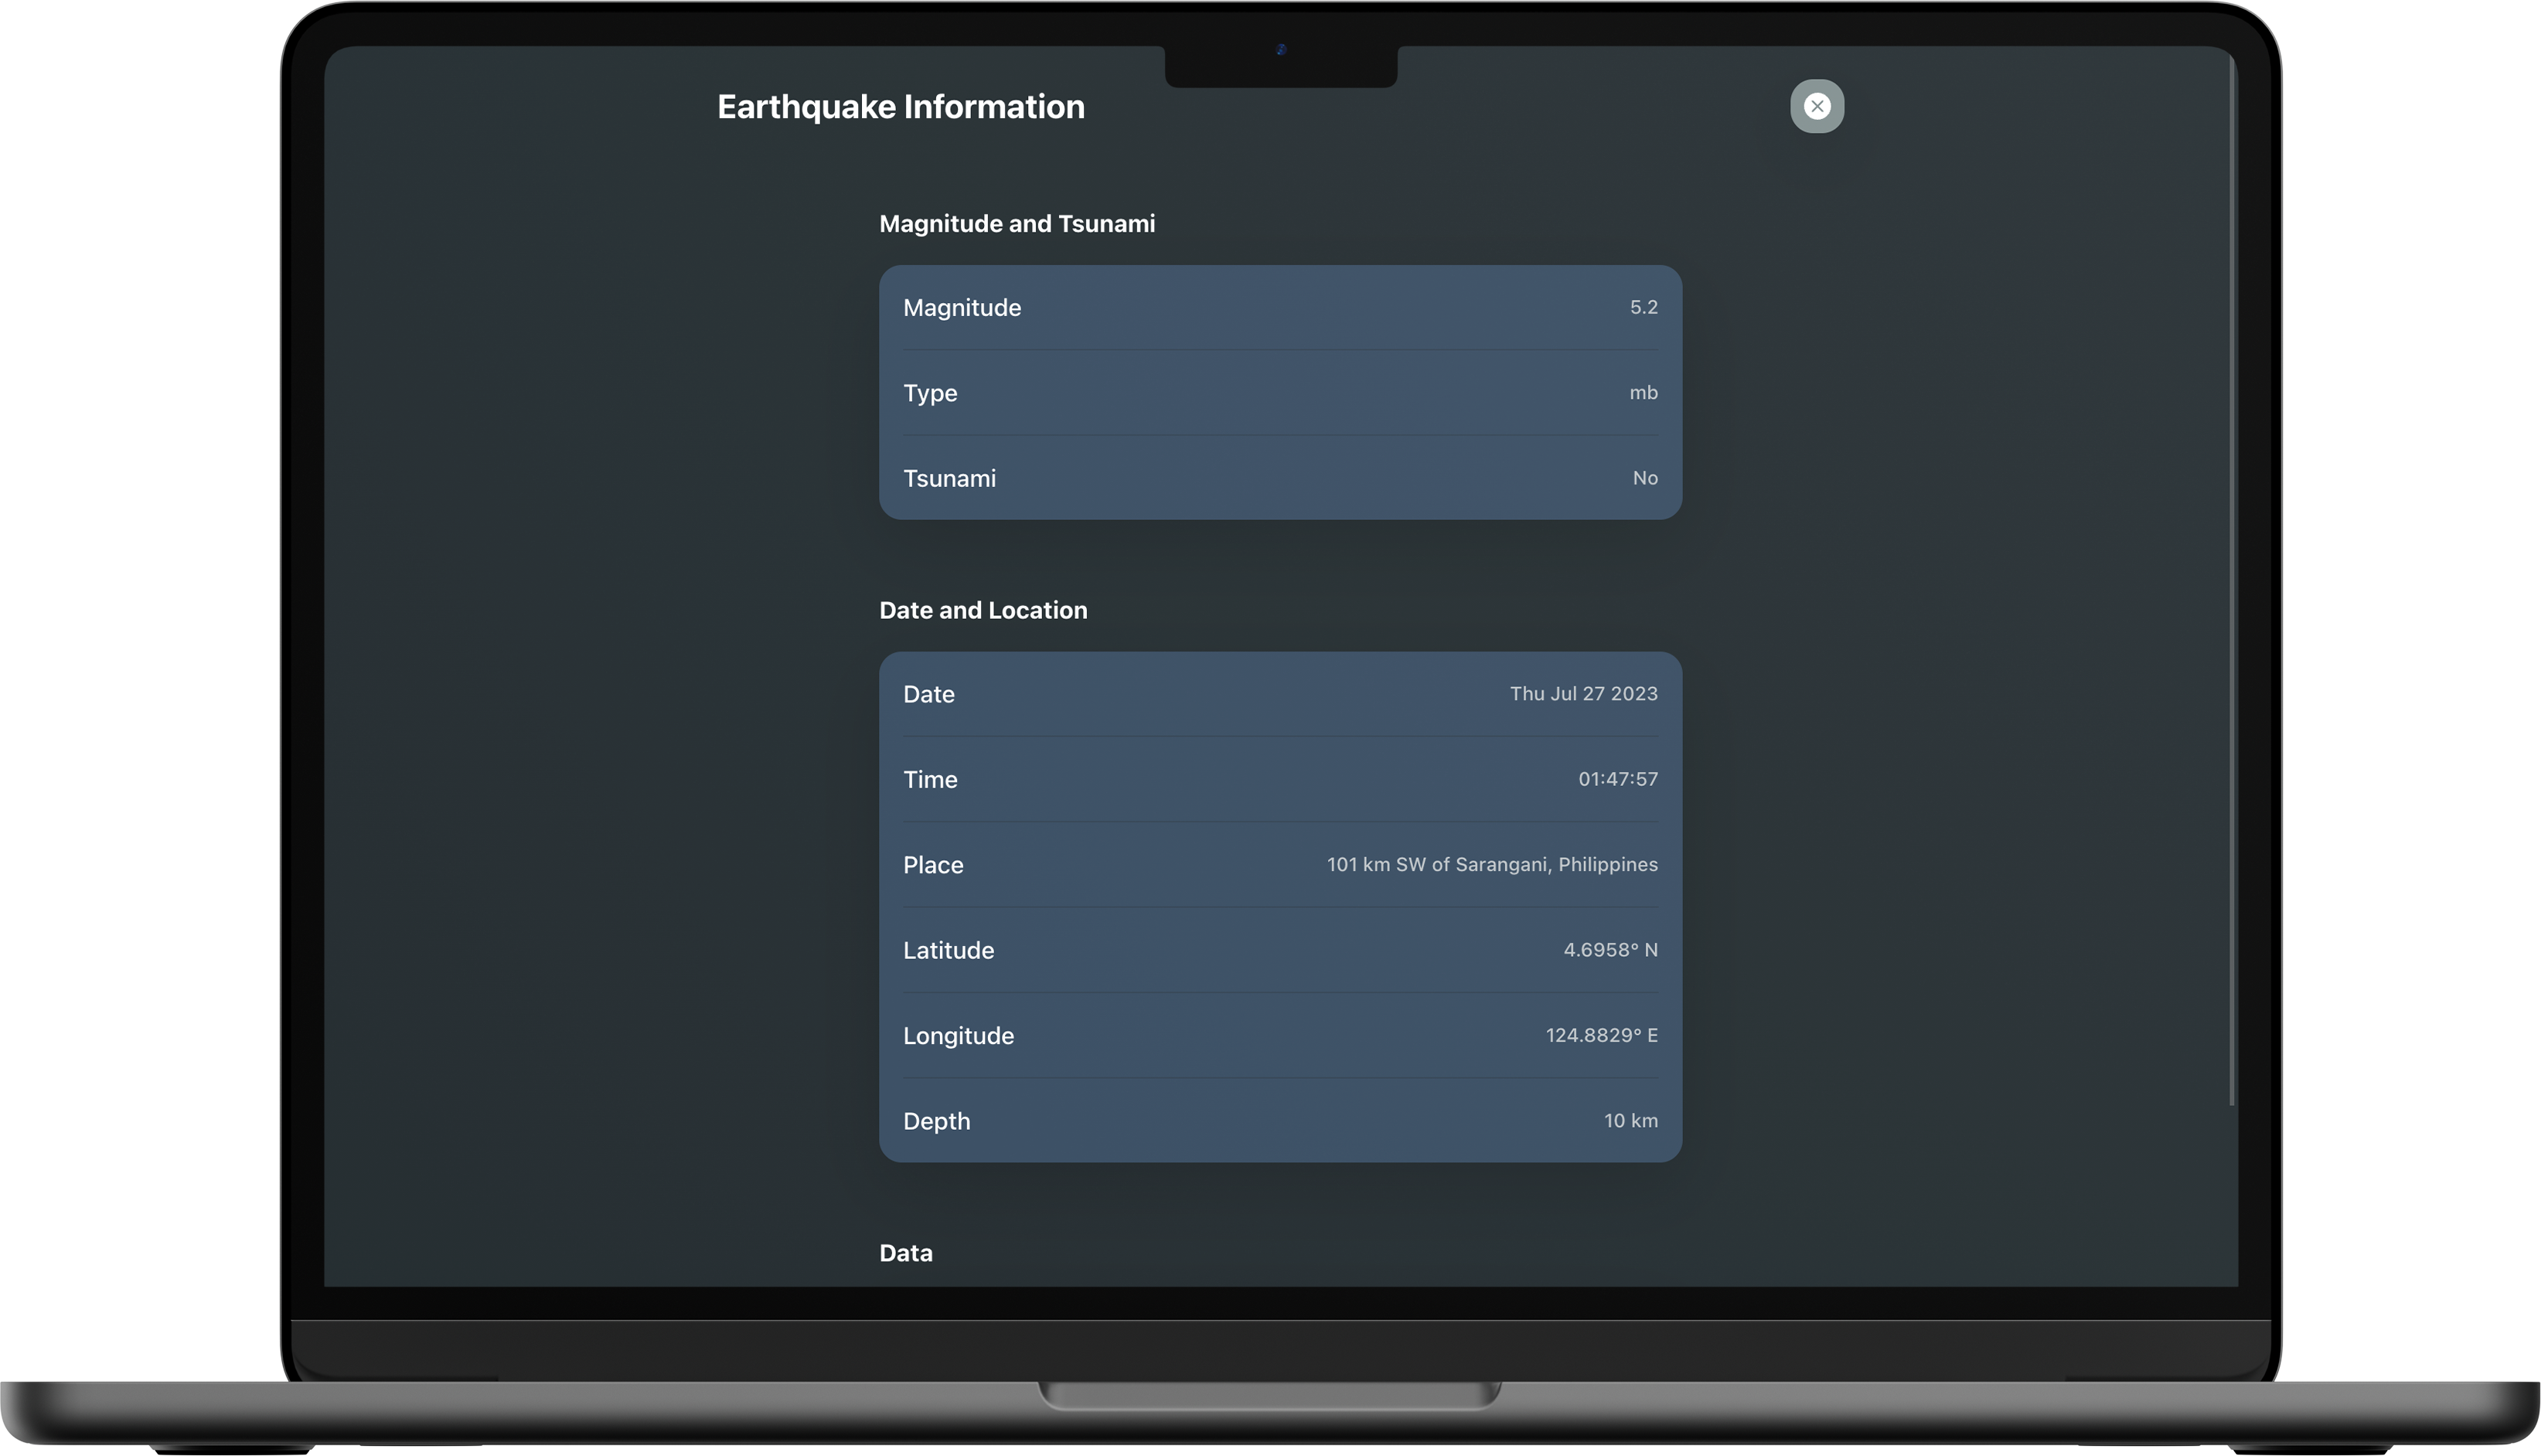 Earthquake Information
Magnitude and Tsunami
Magnitude 5.2
Type mb
Tsunami No
Date and Location
Date Thu Jul 27 2023
Time 01:47:57
Place 101 km SW of Sarangani, Philippines
Latitude 4.6958° N
Longitude 124.8829° E
Depth 10 km
Data